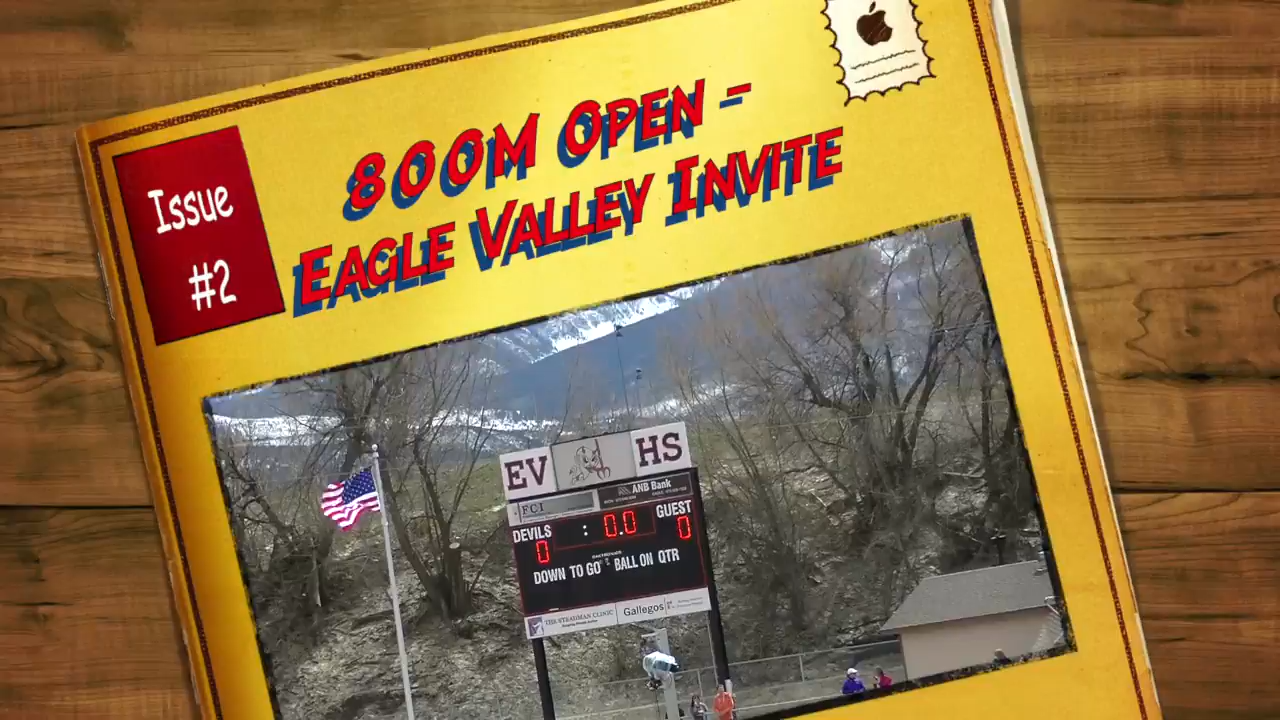 Issue
#2
800M Open -
Eagle Valley Invite
EV HS
FCI
ANB Bank
DEVILS : 0.0 GUEST
0 0
DOWN TO GO BALL ON QTR
THE STEADMAN CLINIC
Gallegos